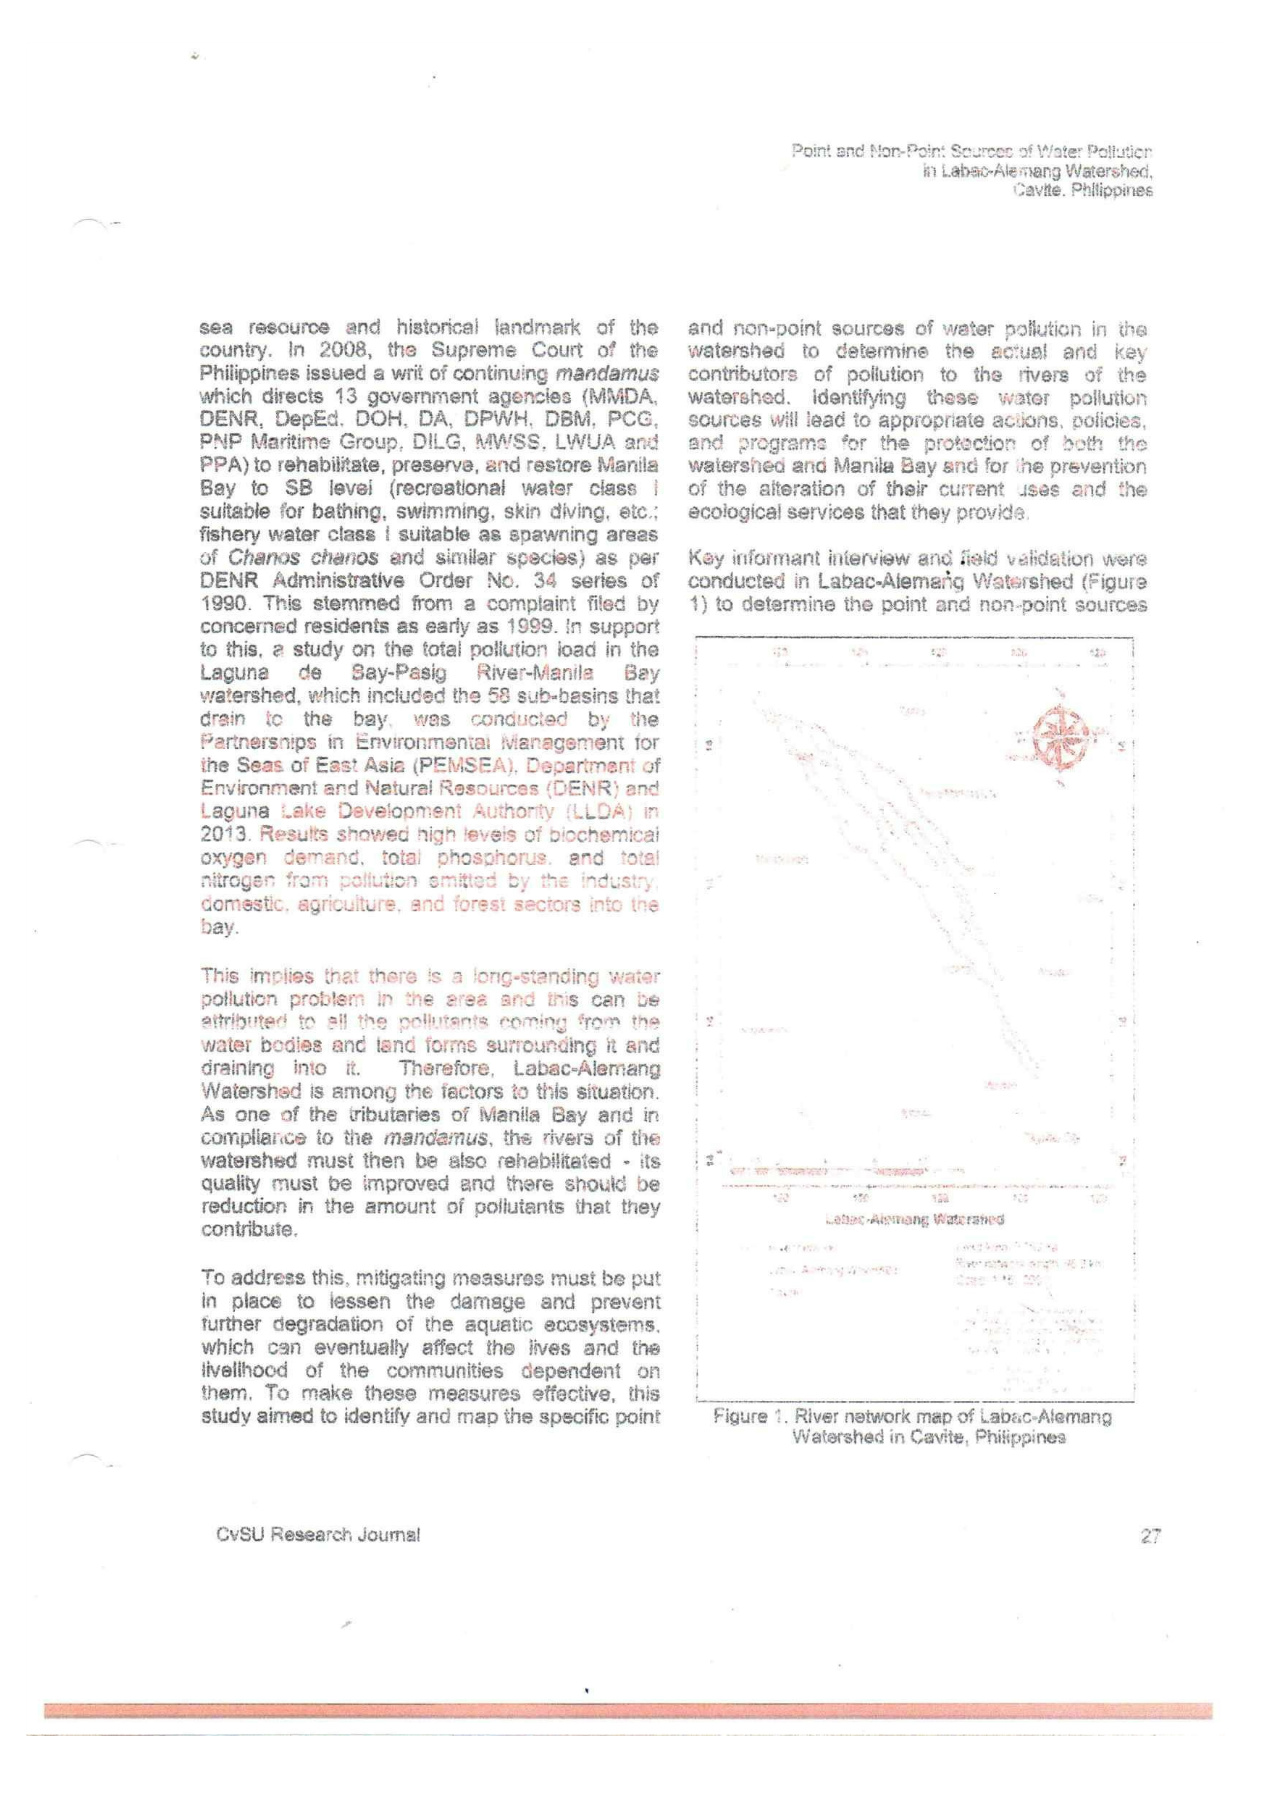 Point and Non-Point Sources of Water Pollution
in Labac-Alemang Watershed,
Cavite, Philippines
sea resource and historical landmark of the
country. In 2008, the Supreme Court of the
Philippines issued a writ of continuing mandamus
which directs 13 government agencies (MMDA,
DENR, DepEd, DOH, DA, DPWH, DBM, PCG,
PNP Maritime Group, DILG, MWSS, LWUA and
PPA) to rehabilitate, preserve, and restore Manila
Bay to SB level (recreational water class I
suitable for bathing, swimming, skin diving, etc.;
fishery water class I suitable as spawning areas
of Chanos chanos and similar species) as per
DENR Administrative Order No. 34 series of
1990. This stemmed from a complaint filed by
concerned residents as early as 1999. In support
to this, a study on the total pollution load in the
Laguna de Bay-Pasig River-Manila Bay
watershed, which included the 58 sub-basins that
drain to the bay, was conducted by the
Partnerships in Environmental Management for
the Seas of East Asia (PEMSEA), Department of
Environment and Natural Resources (DENR) and
Laguna Lake Development Authority (LLDA) in
2013. Results showed high levels of biochemical
oxygen demand, total phosphorus, and total
nitrogen from pollution emitted by the industry,
domestic, agriculture, and forest sectors into the
bay.
This implies that there is a long-standing water
pollution problem in the area and this can be
attributed to all the pollutants coming from the
water bodies and land forms surrounding it and
draining into it. Therefore, Labac-Alemang
Watershed is among the factors to this situation.
As one of the tributaries of Manila Bay and in
compliance to the mandamus, the rivers of the
watershed must then be also rehabilitated - its
quality must be improved and there should be
reduction in the amount of pollutants that they
contribute.
To address this, mitigating measures must be put
in place to lessen the damage and prevent
further degradation of the aquatic ecosystems,
which can eventually affect the lives and the
livelihood of the communities dependent on
them. To make these measures effective, this
study aimed to identify and map the specific point
and non-point sources of water pollution in the
watershed to determine the actual and key
contributors of pollution to the rivers of the
watershed. Identifying these water pollution
sources will lead to appropriate actions, policies,
and programs for the protection of both the
watershed and Manila Bay and for the prevention
of the alteration of their current uses and the
ecological services that they provide.
Key informant interview and field validation were
conducted in Labac-Alemang Watershed (Figure
1) to determine the point and non-point sources
Labac-Alemang Watershed
Figure 1. River network map of Labac-Alemang
Watershed in Cavite, Philippines
CvSU Research Journal
27